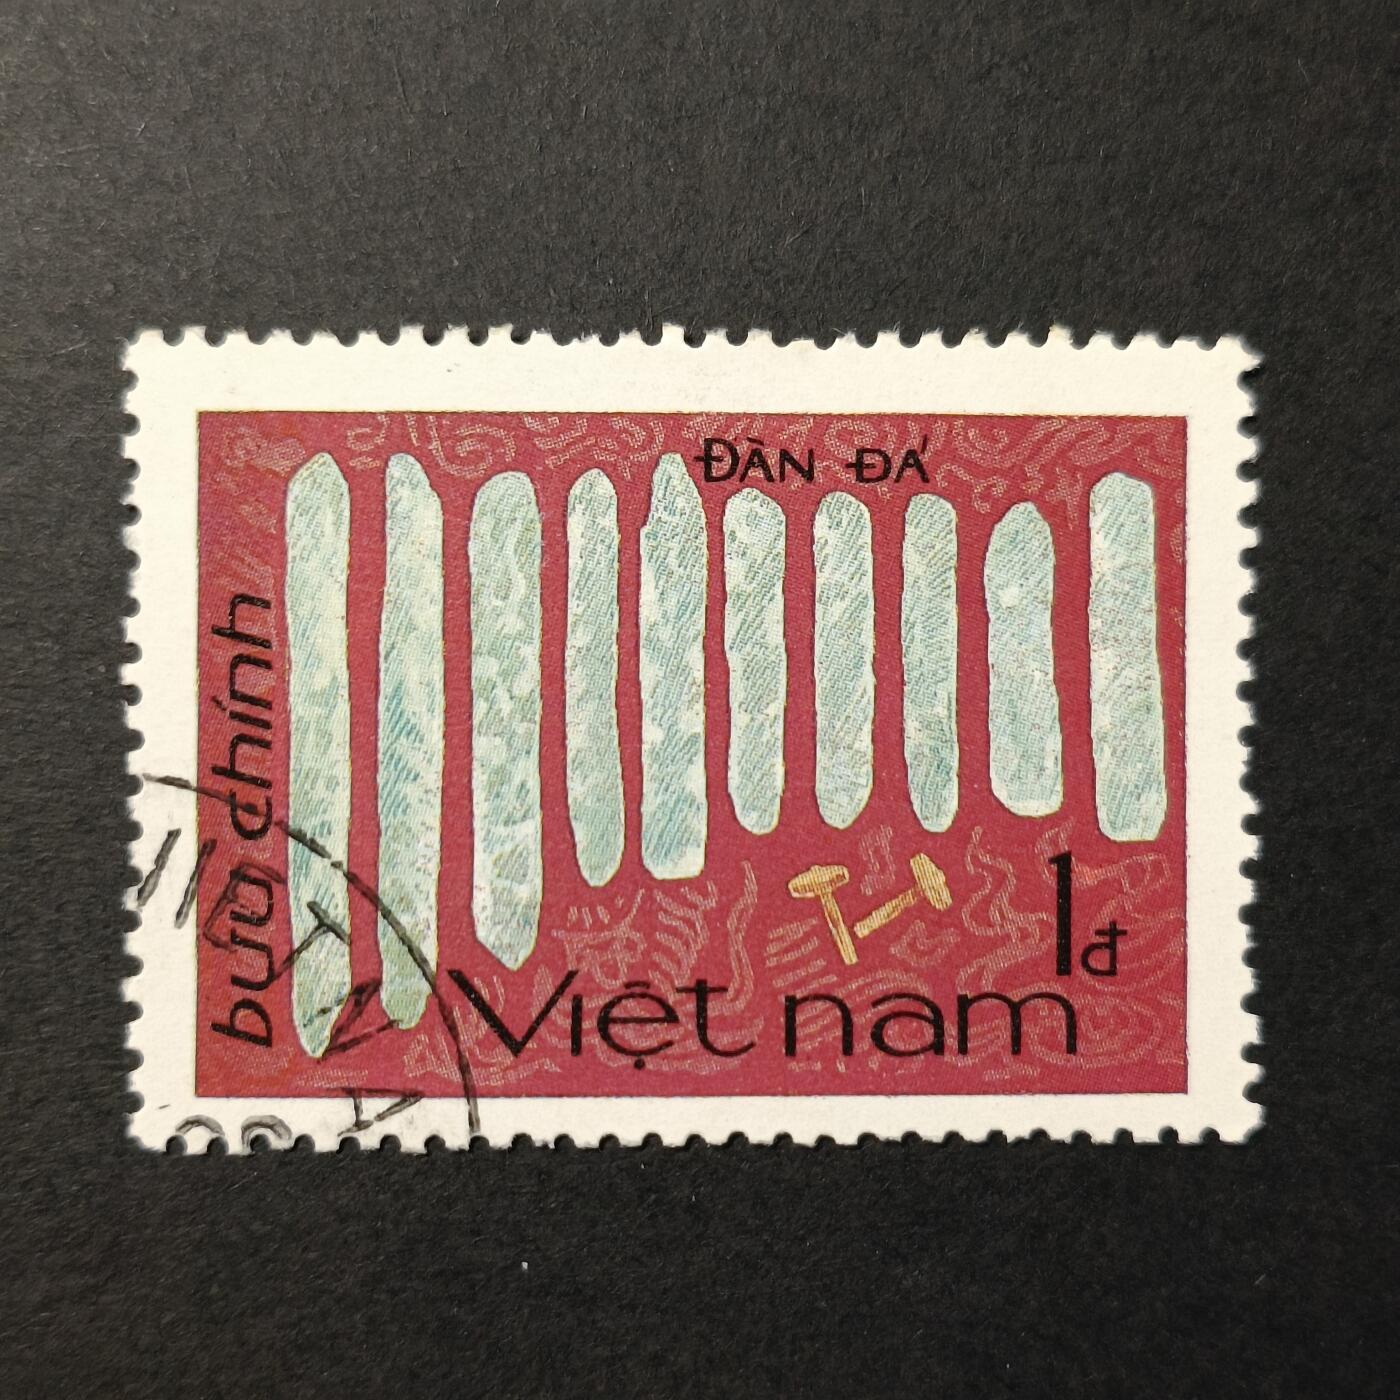 ĐÀN ĐÁ
bưu chính
1đ
Việt nam